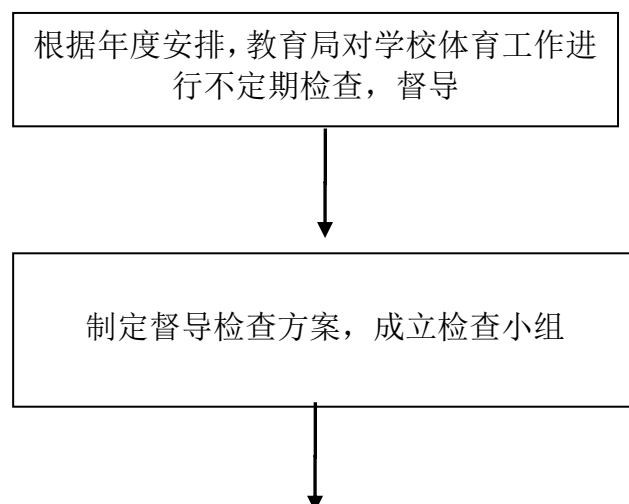 根据年度安排，教育局对学校体育工作进
行不定期检查，督导
制定督导检查方案，成立检查小组